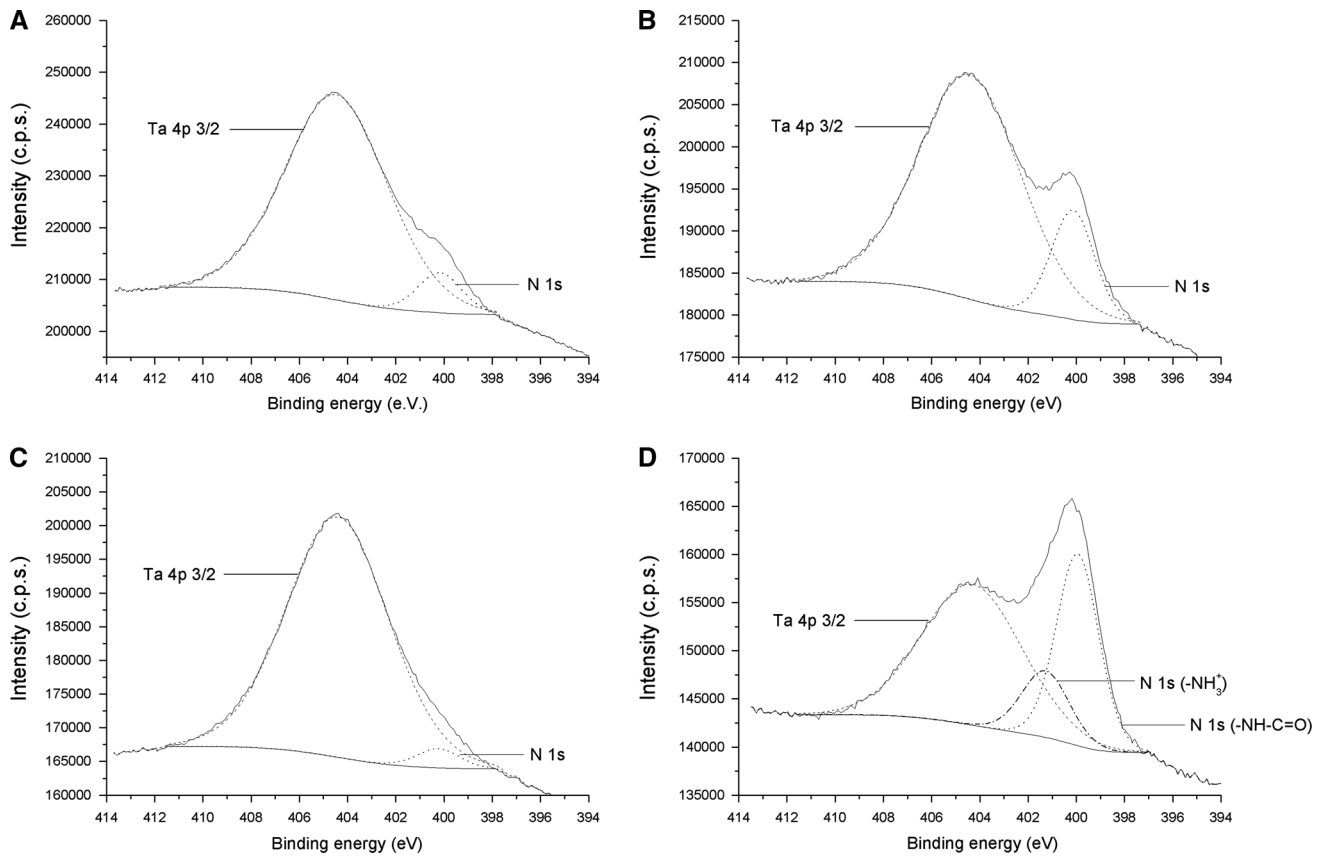 A
260000
250000
240000
230000
220000
210000
200000
Intensity (c.p.s.)
Ta 4p 3/2
N 1s
414 412 410 408 406 404 402 400 398 396 394
Binding energy (e.V.)
B
215000
210000
205000
200000
195000
190000
185000
180000
175000
Intensity (c.p.s.)
Ta 4p 3/2
N 1s
414 412 410 408 406 404 402 400 398 396 394
Binding energy (eV)
C
210000
205000
200000
195000
190000
185000
180000
175000
170000
165000
160000
Intensity (c.p.s.)
Ta 4p 3/2
N 1s
414 412 410 408 406 404 402 400 398 396 394
Binding energy (eV)
D
170000
165000
160000
155000
150000
145000
140000
135000
Intensity (c.p.s.)
Ta 4p 3/2
N 1s (-NH₃⁺)
N 1s (-NH-C=O)
414 412 410 408 406 404 402 400 398 396 394
Binding energy (eV)